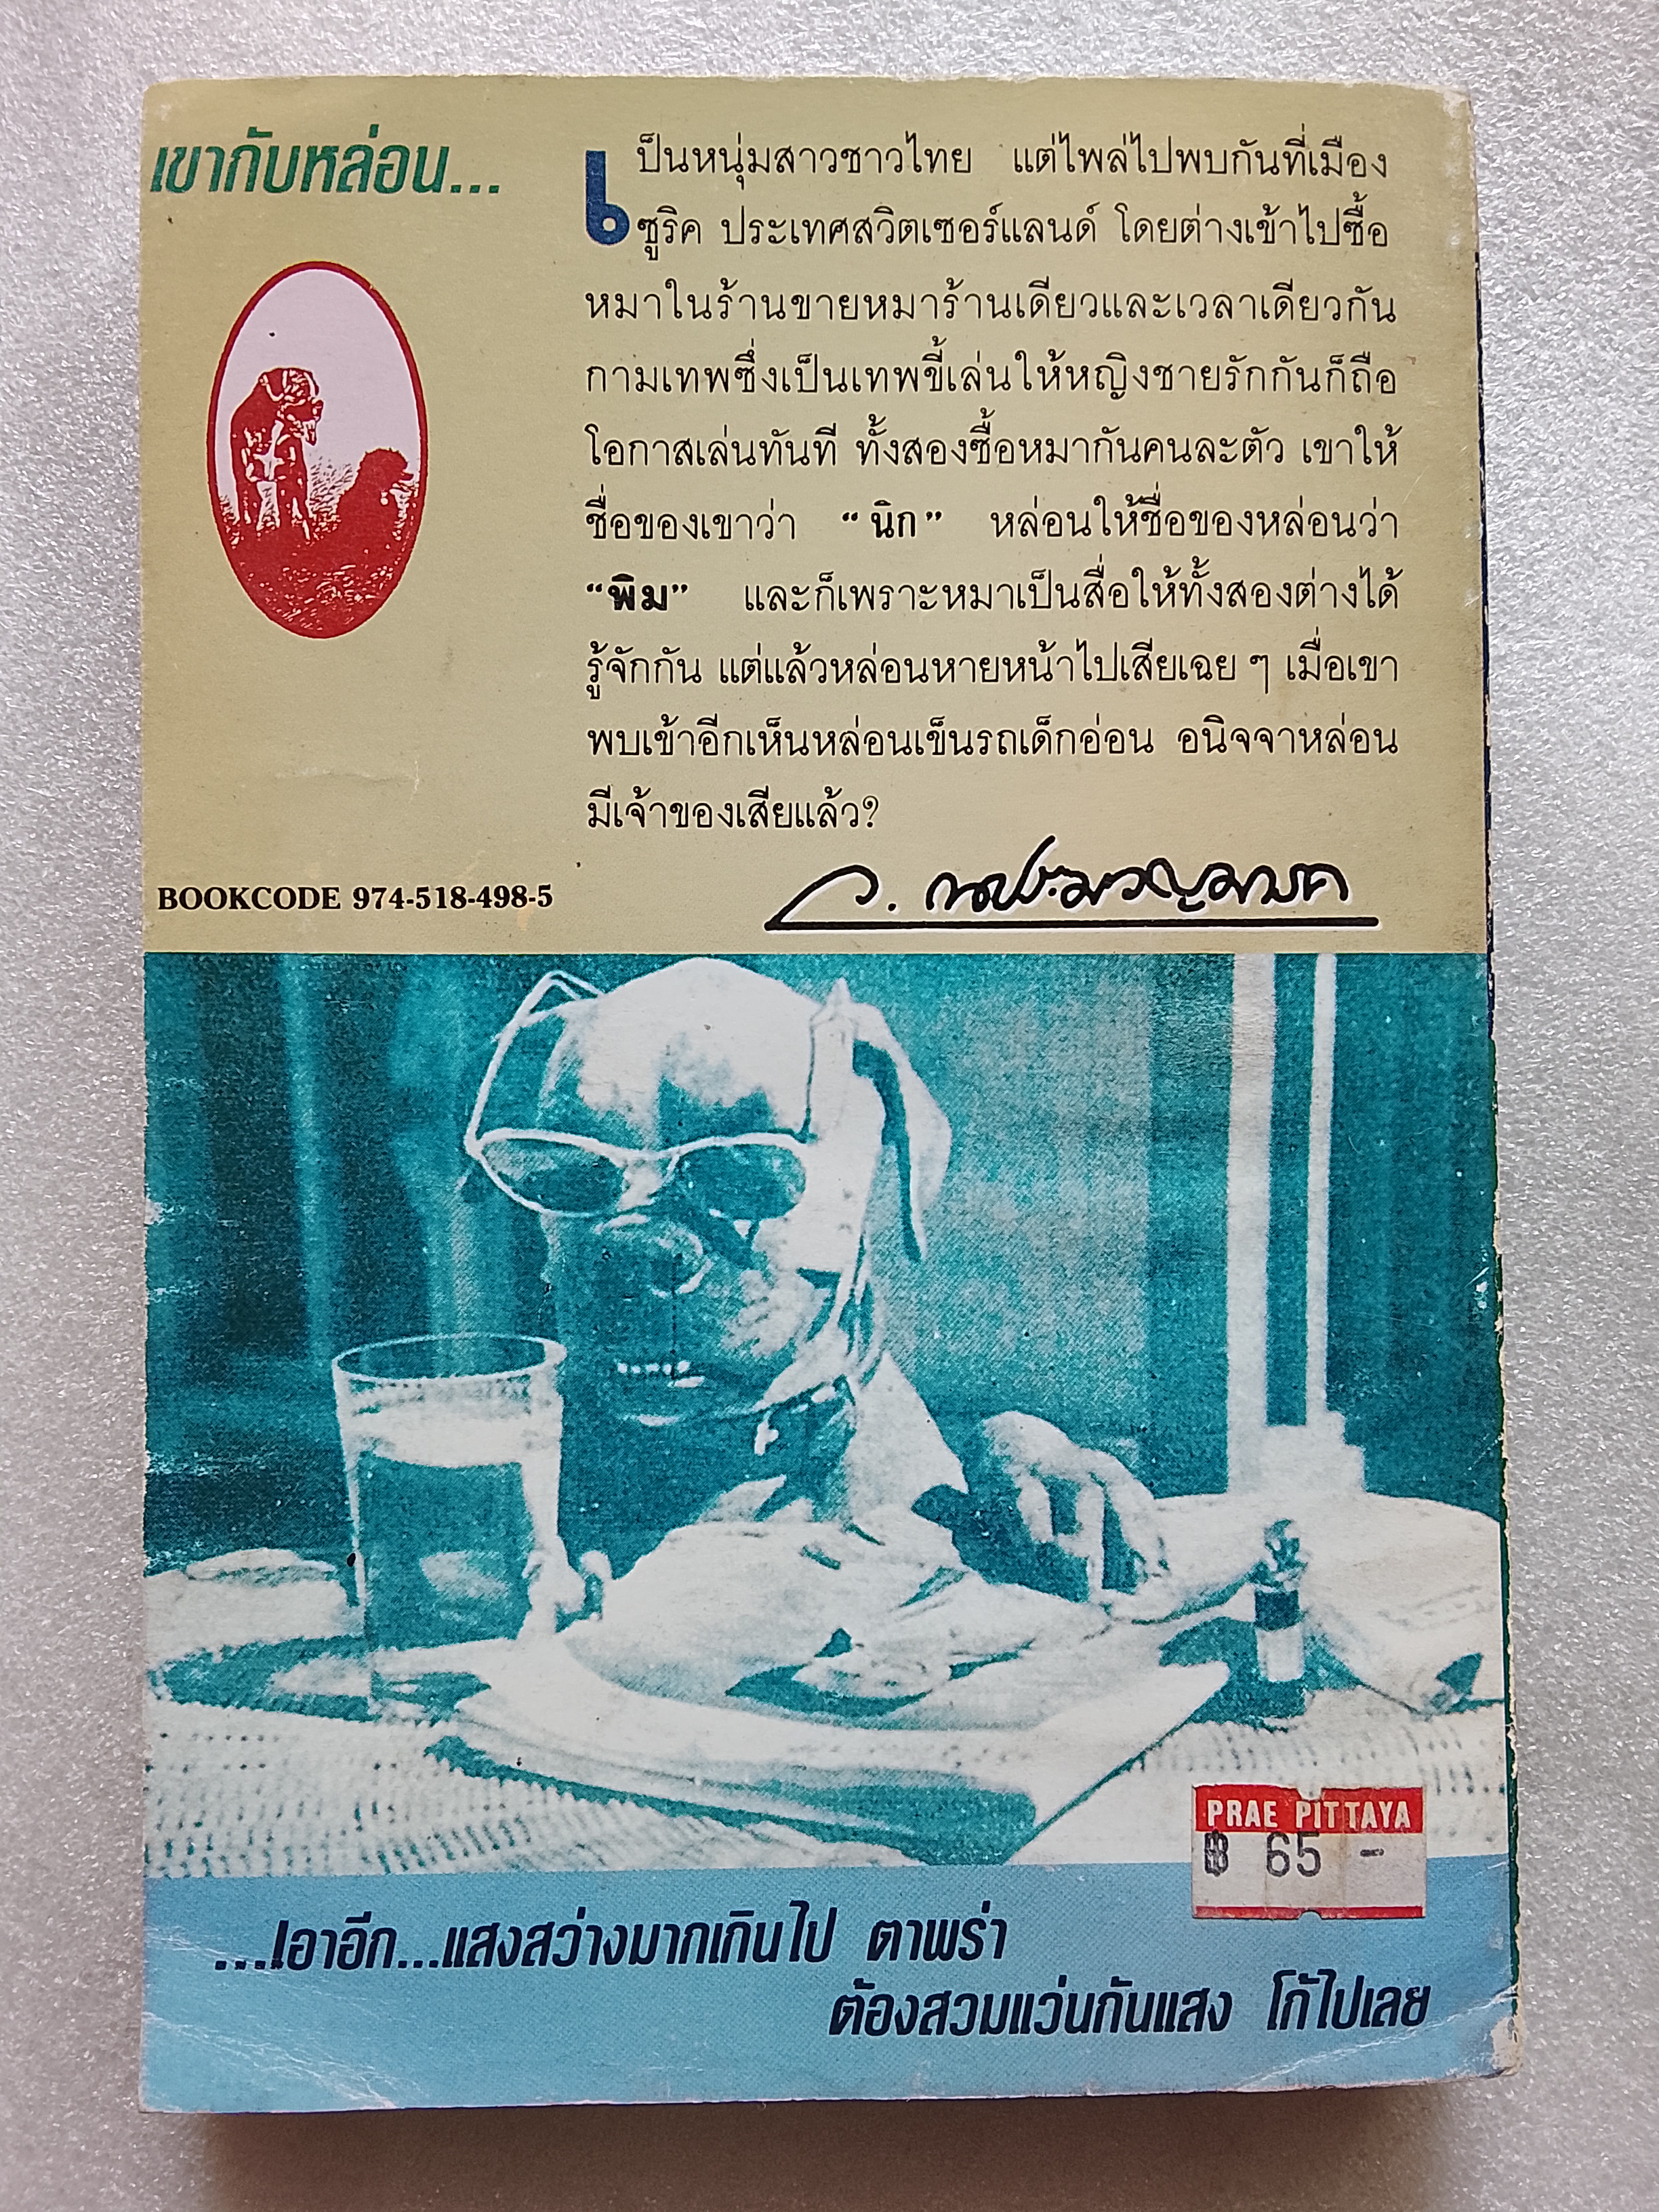 เขากับหล่อน...
เป็นหนุ่มสาวชาวไทย แต่ไพล่ไปพบกันที่เมือง
ซูริค ประเทศสวิตเซอร์แลนด์ โดยต่างเข้าไปซื้อ
หมาในร้านขายหมาร้านเดียวและเวลาเดียวกัน
กามเทพซึ่งเป็นเทพขี้เล่นให้หญิงชายรักกันก็ถือ
โอกาสเล่นทันที ทั้งสองซื้อหมากันคนละตัว เขาให้
ชื่อของเขาว่า “นิก” หล่อนให้ชื่อของหล่อนว่า
“พิม” และก็เพราะหมาเป็นสื่อให้ทั้งสองต่างได้
รู้จักกัน แต่แล้วหล่อนหายหน้าไปเสียเฉย ๆ เมื่อเขา
พบเข้าอีกเห็นหล่อนเข็นรถเด็กอ่อน อนิจจาหล่อน
มีเจ้าของเสียแล้ว?
BOOKCODE 974-518-498-5
PRAE PITTAYA
฿ 65 -
...เอาอีก...แสงสว่างมากเกินไป ตาพร่า
ต้องสวมแว่นกันแสง โก้ไปเลย